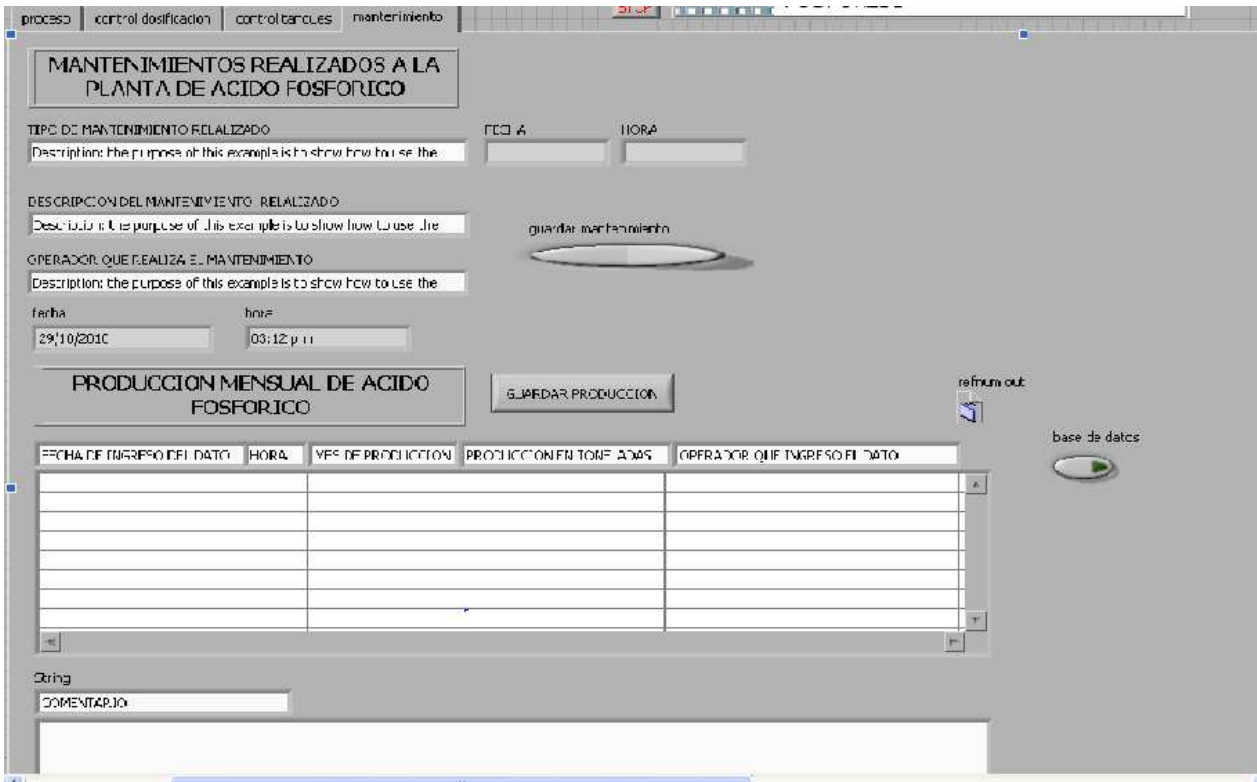 proceso
control dosificacion
control tanques
mantenimiento
STOP
MANTENIMIENTOS REALIZADOS A LA
PLANTA DE ACIDO FOSFORICO
TIPO DE MANTENIMIENTO RELALIZADO
FECHA
HORA
Description: the purpose of this example is to show how tou se the
DESCRIPCION DEL MANTENIMIENTO RELALIZADO
Description: the purpose of this example is to show how to use the
guardar mantenimiento
OPERADOR QUE REALIZA EL MANTENIMIENTO
Description: the purpose of this example is to show how to use the
fecha
hora
29/10/2010
03:12 p m
PRODUCCION MENSUAL DE ACIDO
FOSFORICO
GUARDAR PRODUCCION
refnum out
base de datos
FECHA DE INGRESO DEL DATO
HORA
MES DE PRODUCCION
PRODUCCION EN TONELADAS
OPERADOR QUE INGRESO EL DATO
String
COMENTARIO